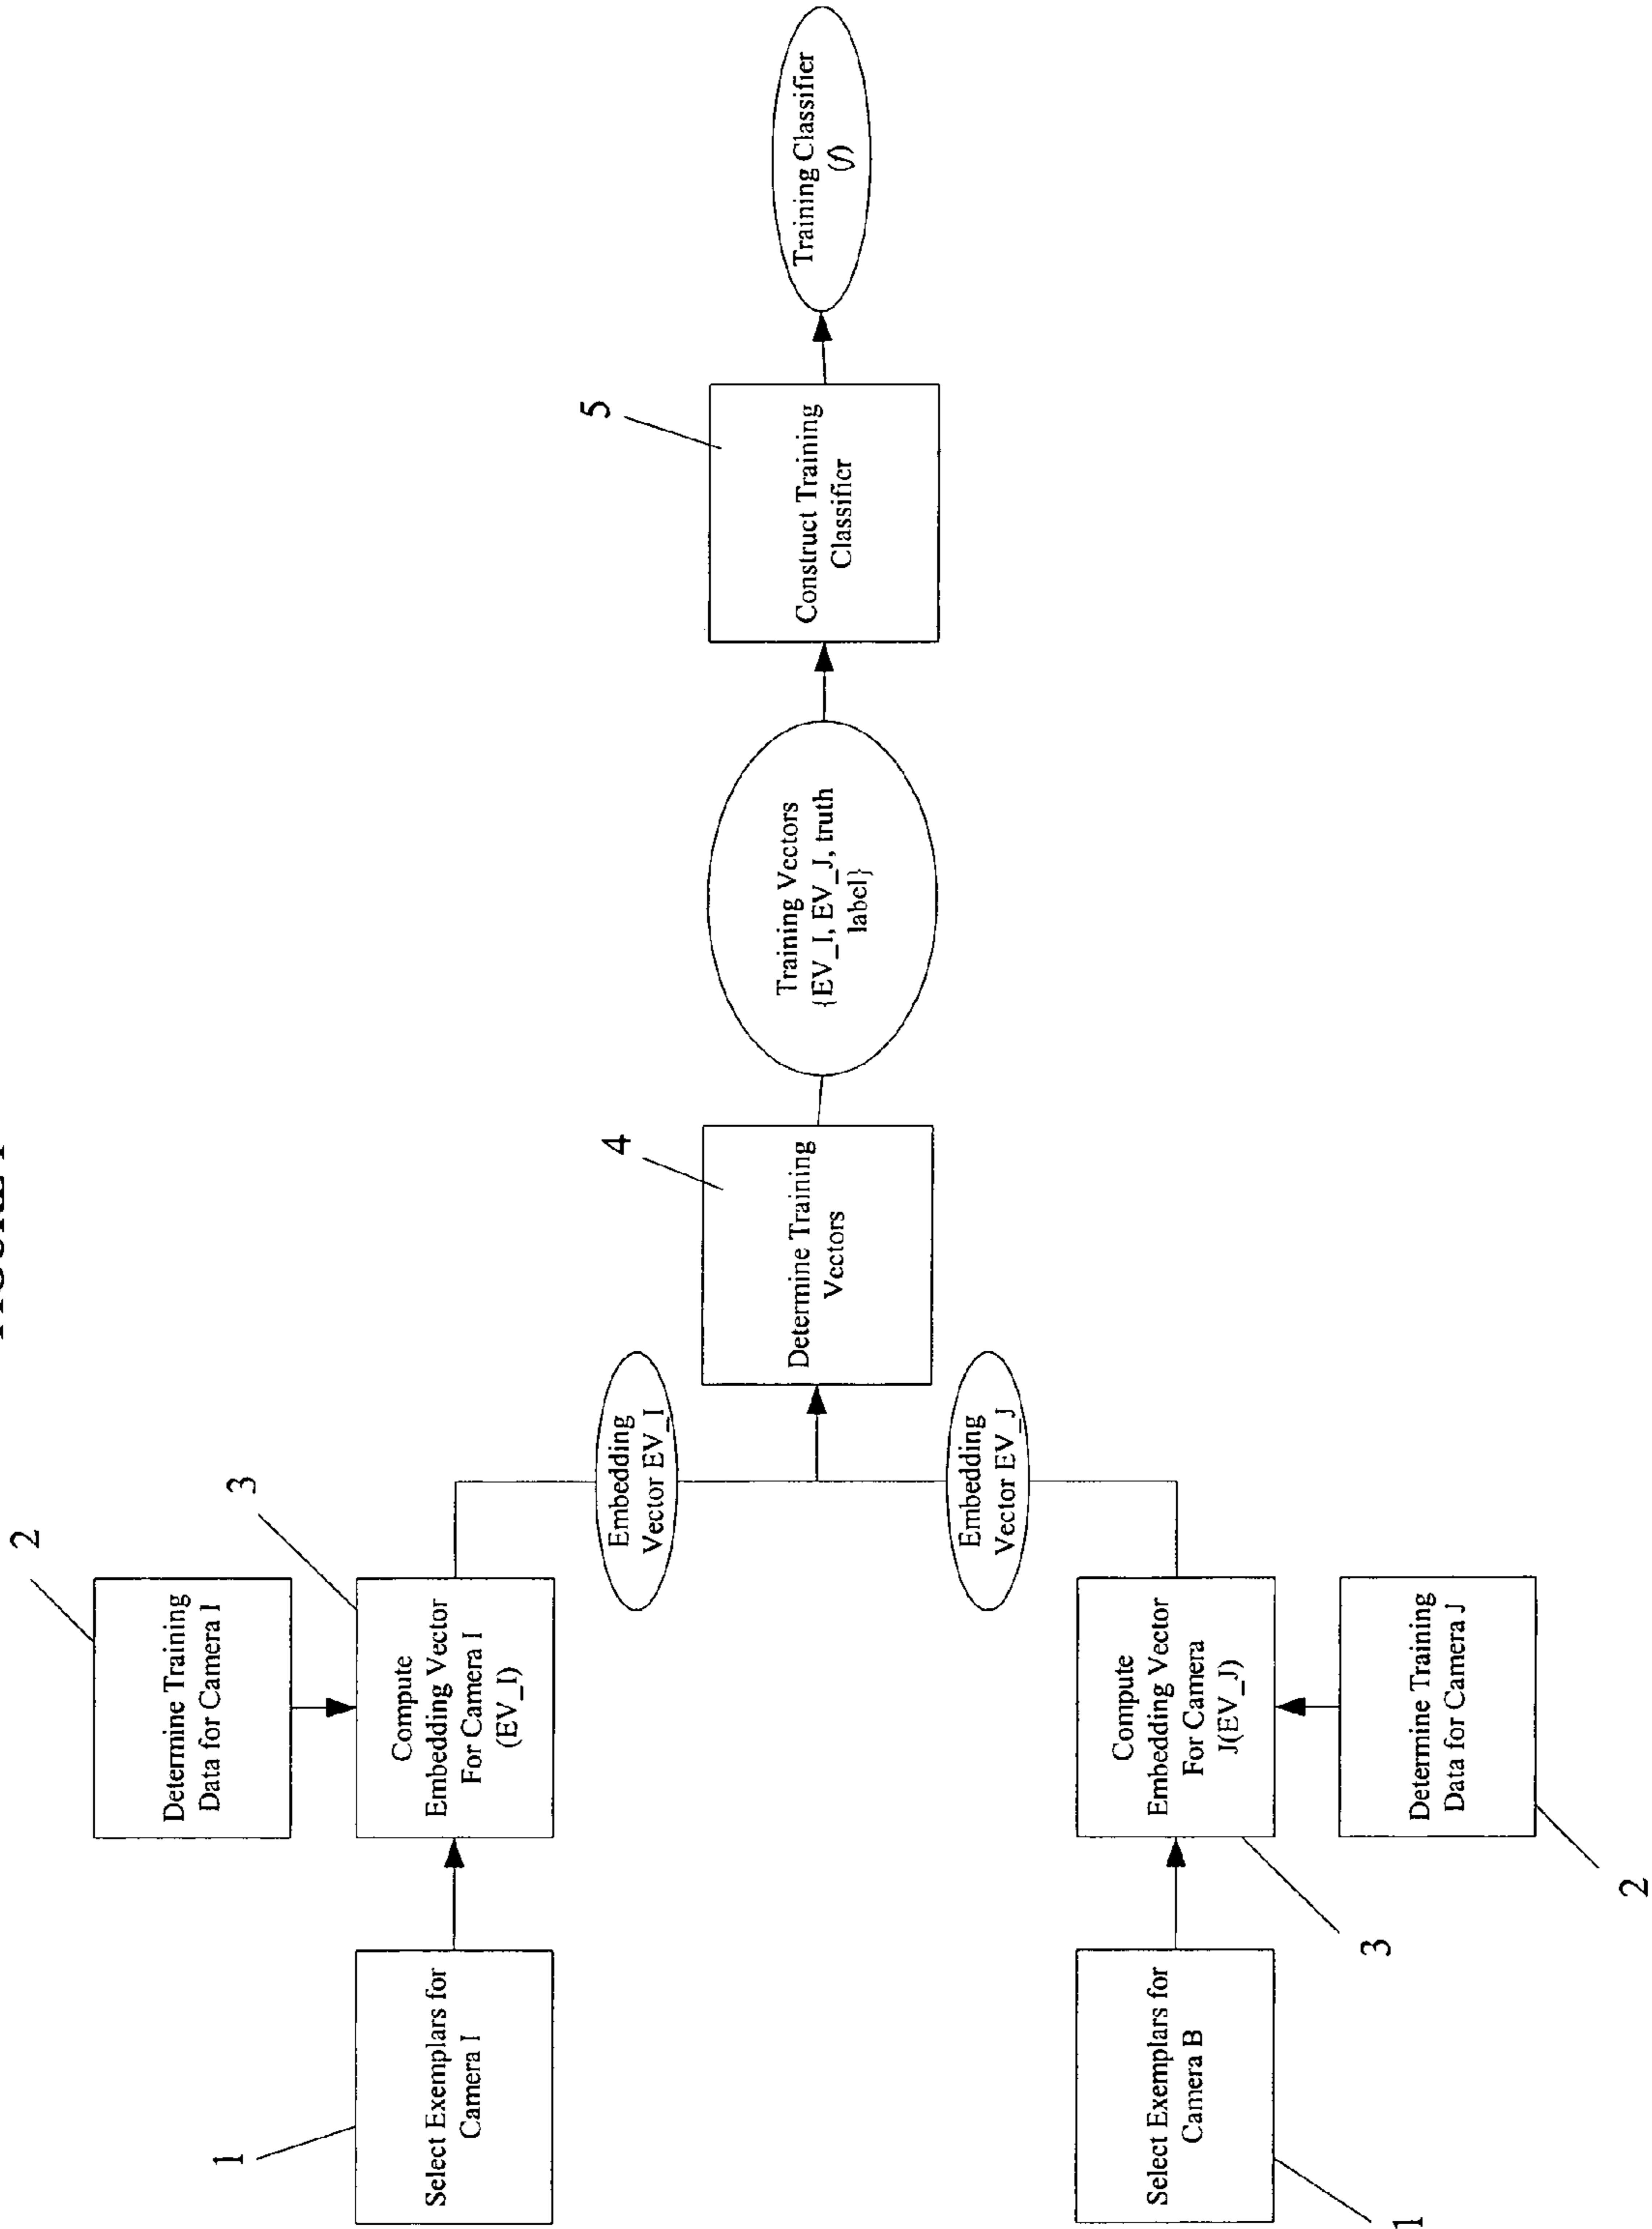 2
Determine Training
Data for Camera I
3
Compute
Embedding Vector
For Camera I
(EV_I)
1
Select Exemplars for
Camera I
Embedding
Vector EV_I
4
Determine Training
Vectors
Training Vectors
{EV_I, EV_J, truth
label}
5
Construct Training
Classifier
Training Classifier
(f)
Embedding
Vector EV_J
1
Select Exemplars for
Camera B
3
Compute
Embedding Vector
For Camera
J(EV_J)
2
Determine Training
Data for Camera J